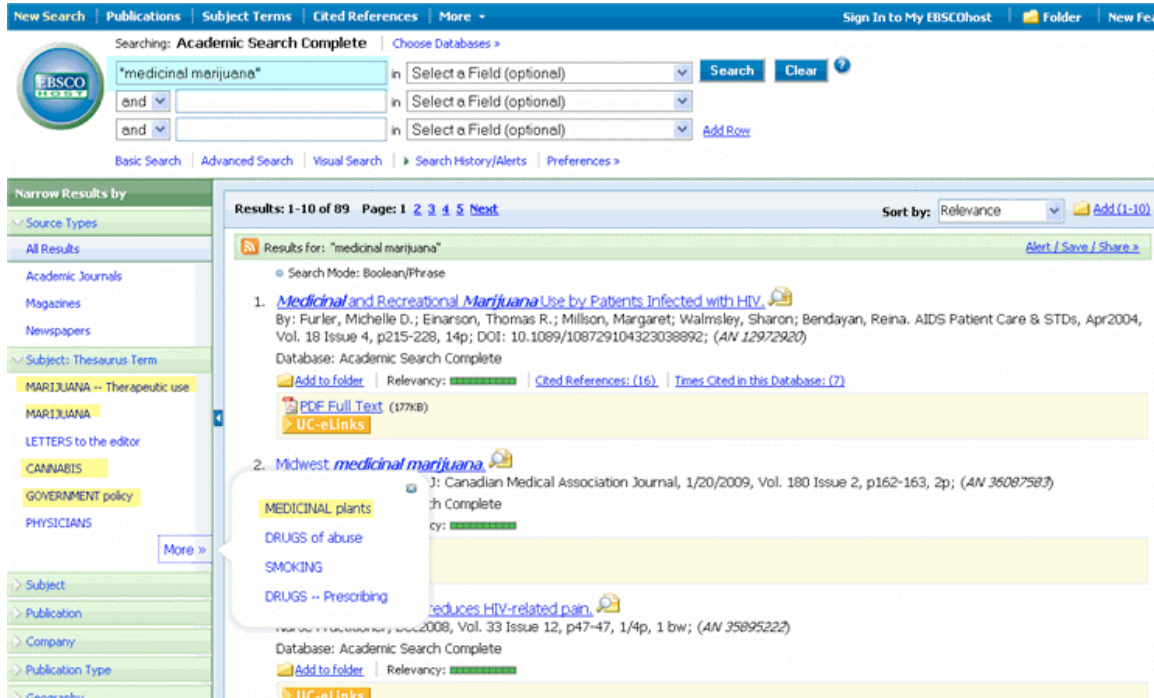 New Search | Publications | Subject Terms | Cited References | More
Sign In to My EBSCOhost | Folder | New Fea
Searching: Academic Search Complete | Choose Databases »
EBSCO
HOST
"medicinal marijuana" in Select a Field (optional) Search Clear ?
and in Select a Field (optional)
and in Select a Field (optional) Add Row
Basic Search | Advanced Search | Visual Search | Search History/Alerts | Preferences »
Narrow Results by
Source Types
All Results
Academic Journals
Magazines
Newspapers
Subject: Thesaurus Term
MARIJUANA -- Therapeutic use
MARIJUANA
LETTERS to the editor
CANNABIS
GOVERNMENT policy
PHYSICIANS
More »
Subject
Publication
Company
Publication Type
Geography
MEDICINAL plants
DRUGS of abuse
SMOKING
DRUGS -- Prescribing
Results: 1-10 of 89 Page: 1 2 3 4 5 Next
Sort by: Relevance Add (1-10)
Results for: "medicinal marijuana"
Alert / Save / Share »
Search Mode: Boolean/Phrase
1. Medicinal and Recreational Marijuana Use by Patients Infected with HIV.
By: Furler, Michelle D.; Einarson, Thomas R.; Millson, Margaret; Walmsley, Sharon; Bendayan, Reina. AIDS Patient Care & STDs, Apr2004,
Vol. 18 Issue 4, p215-228, 14p; DOI: 10.1089/108729104323038892; (AN 12972920)
Database: Academic Search Complete
Add to folder | Relevancy: | Cited References: (16) | Times Cited in this Database: (7)
PDF Full Text (177KB)
UC-eLinks
2. Midwest medicinal marijuana.
J: Canadian Medical Association Journal, 1/20/2009, Vol. 180 Issue 2, p162-163, 2p; (AN 36087583)
ch Complete
cy:
reduces HIV-related pain.
Nurse Practitioner, Dec2008, Vol. 33 Issue 12, p47-47, 1/4p, 1 bw; (AN 35895222)
Database: Academic Search Complete
Add to folder | Relevancy:
UC-eLinks